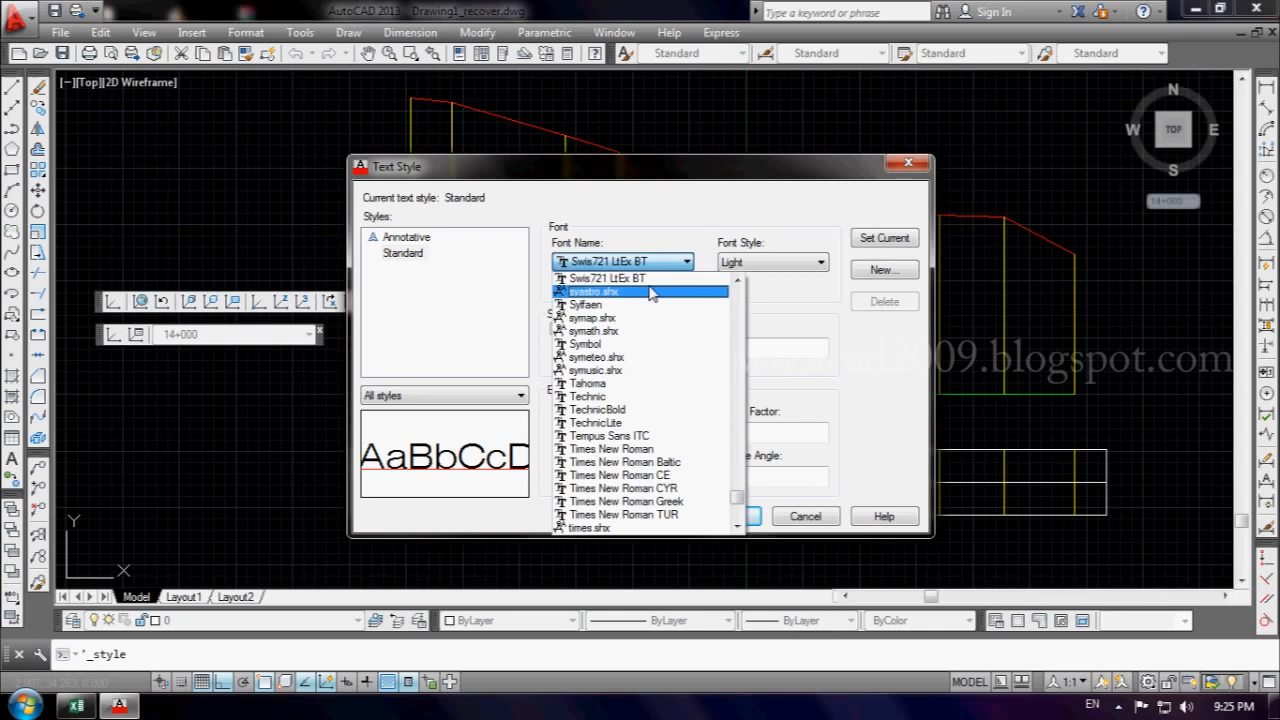 AutoCAD 2013 - Drawing1_recover.dwg
Type a keyword or phrase
Sign In
File Edit View Insert Format Tools Draw Dimension Modify Parametric Window Help Express
Standard Standard Standard Standard
[−][Top][2D Wireframe]
N
W TOP E
S
14+000
Text Style
Current text style: Standard
Styles:
Annotative
Standard
Font
Font Name:
Font Style:
Swis721 LtEx BT
Light
Set Current
New...
Delete
Swis721 LtEx BT
syastro.shx
Sylfaen
symap.shx
symath.shx
Symbol
symeteo.shx
symusic.shx
Tahoma
Technic
TechnicBold
TechnicLite
Tempus Sans ITC
Times New Roman
Times New Roman Baltic
Times New Roman CE
Times New Roman CYR
Times New Roman Greek
Times New Roman TUR
times.shx
14+000
All styles
AaBbCcD
Factor:
Angle:
Cancel
Help
Y
X
Model Layout1 Layout2
0
ByLayer ByLayer ByLayer ByColor
'_style
MODEL
1:1
EN
9:25 PM